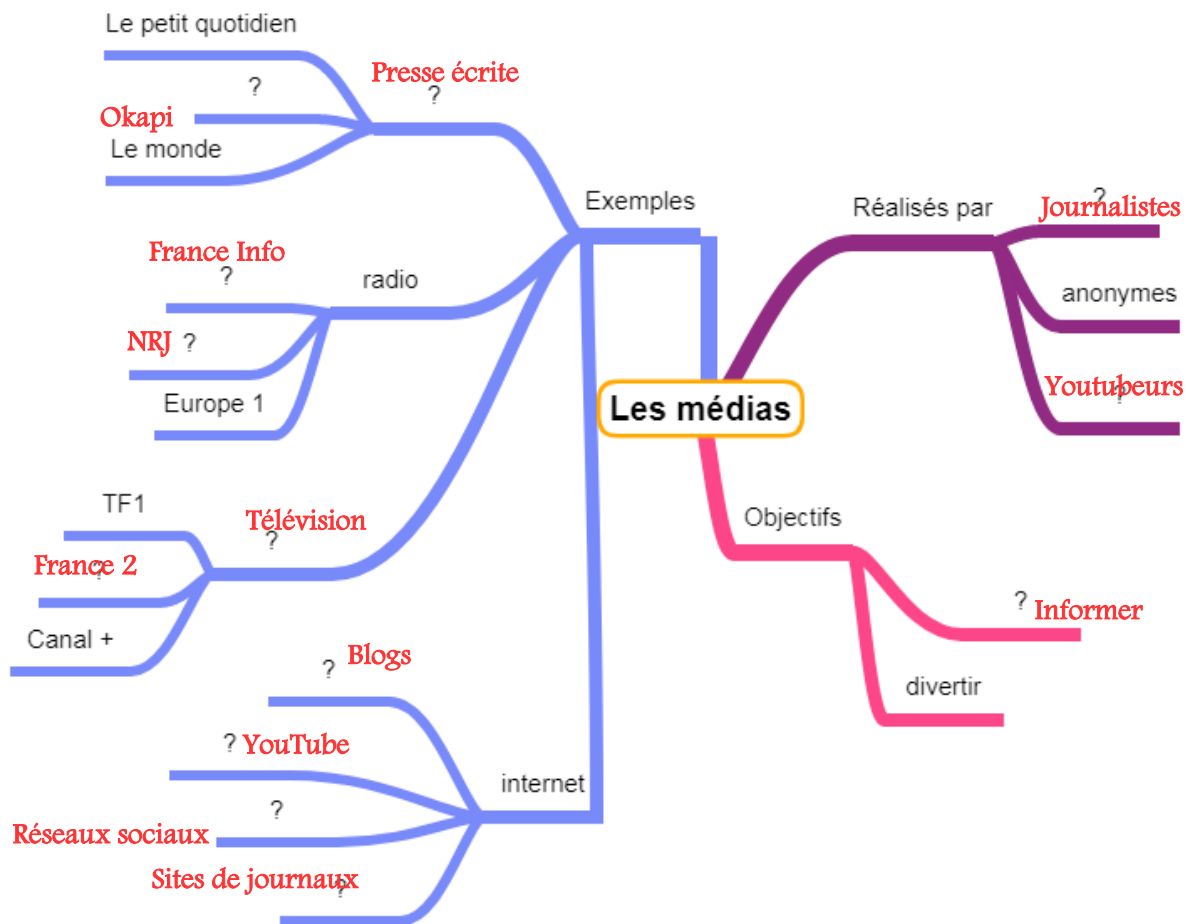 Les médias
Exemples
Presse écrite
?
Le petit quotidien
?
Okapi
Le monde
radio
France Info
?
NRJ ?
Europe 1
Télévision
?
TF1
France 2
?
Canal +
internet
Blogs
?
? YouTube
?
Réseaux sociaux
Sites de journaux
?
Réalisés par
?
Journalistes
anonymes
Youtubeurs
?
Objectifs
? Informer
divertir